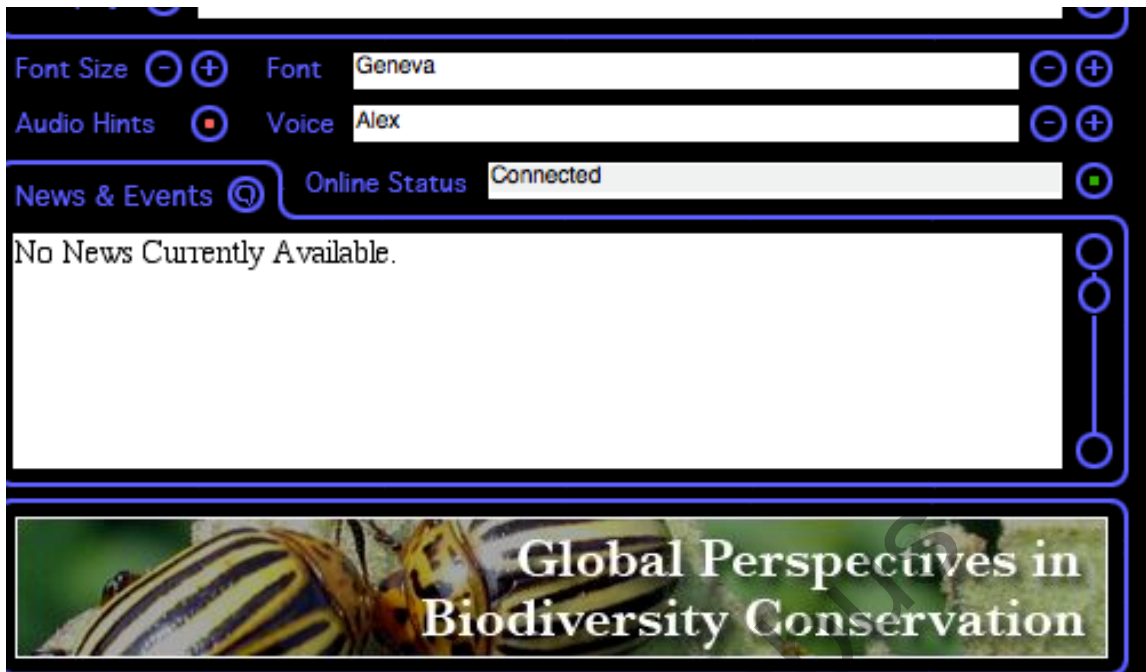 Font Size - + Font Geneva - +
Audio Hints Voice Alex - +
News & Events Online Status Connected
No News Currently Available.
Global Perspectives in
Biodiversity Conservation